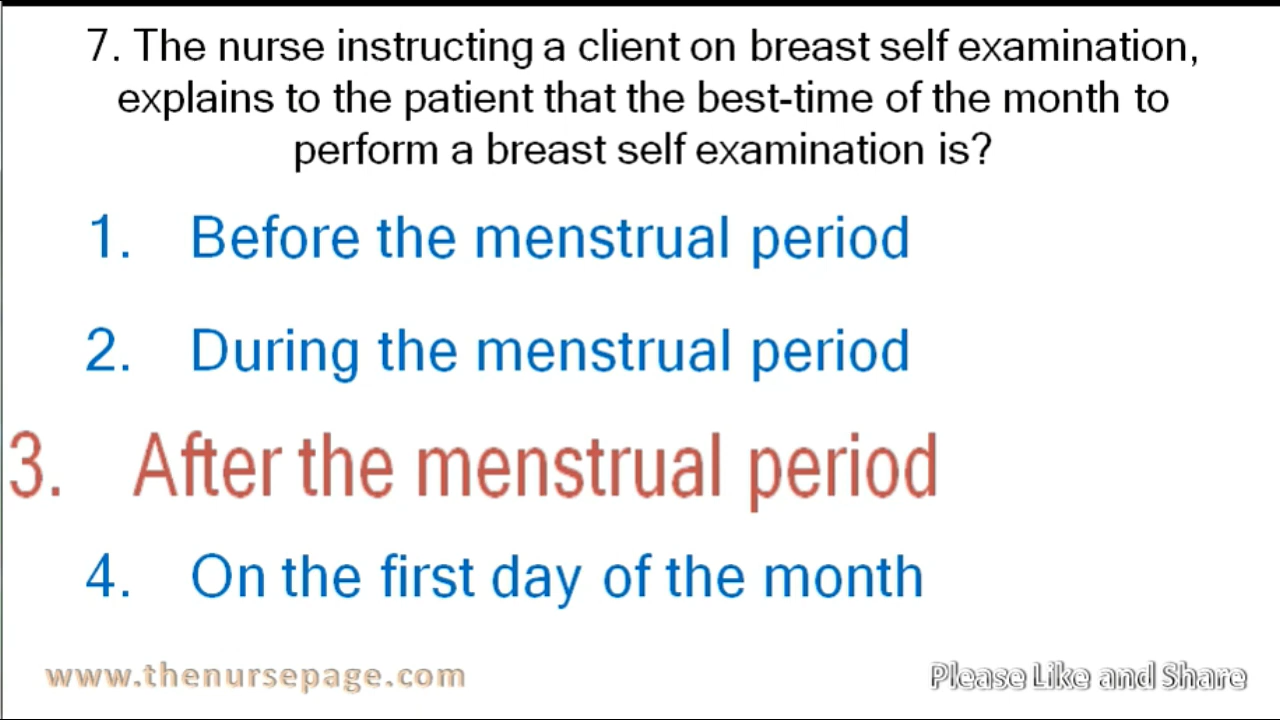 7. The nurse instructing a client on breast self examination,
explains to the patient that the best-time of the month to
perform a breast self examination is?
1. Before the menstrual period
2. During the menstrual period
3. After the menstrual period
4. On the first day of the month
www.thenursepage.com
Please Like and Share